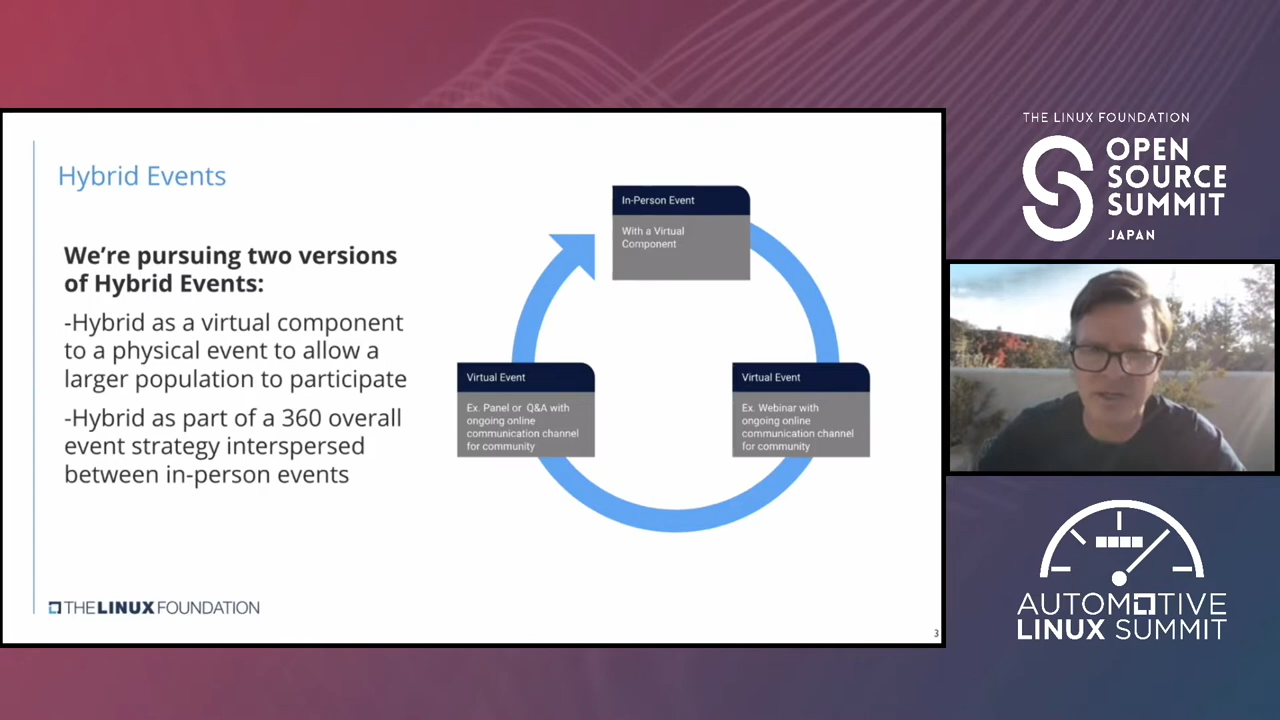 Hybrid Events
We’re pursuing two versions
of Hybrid Events:
-Hybrid as a virtual component
to a physical event to allow a
larger population to participate
-Hybrid as part of a 360 overall
event strategy interspersed
between in-person events
In-Person Event
With a Virtual
Component
Virtual Event
Ex. Panel or Q&A with
ongoing online
communication channel
for community
Virtual Event
Ex. Webinar with
ongoing online
communication channel
for community
THE LINUX FOUNDATION
3
THE LINUX FOUNDATION
OPEN
SOURCE
SUMMIT
JAPAN
AUTOMOTIVE
LINUX SUMMIT